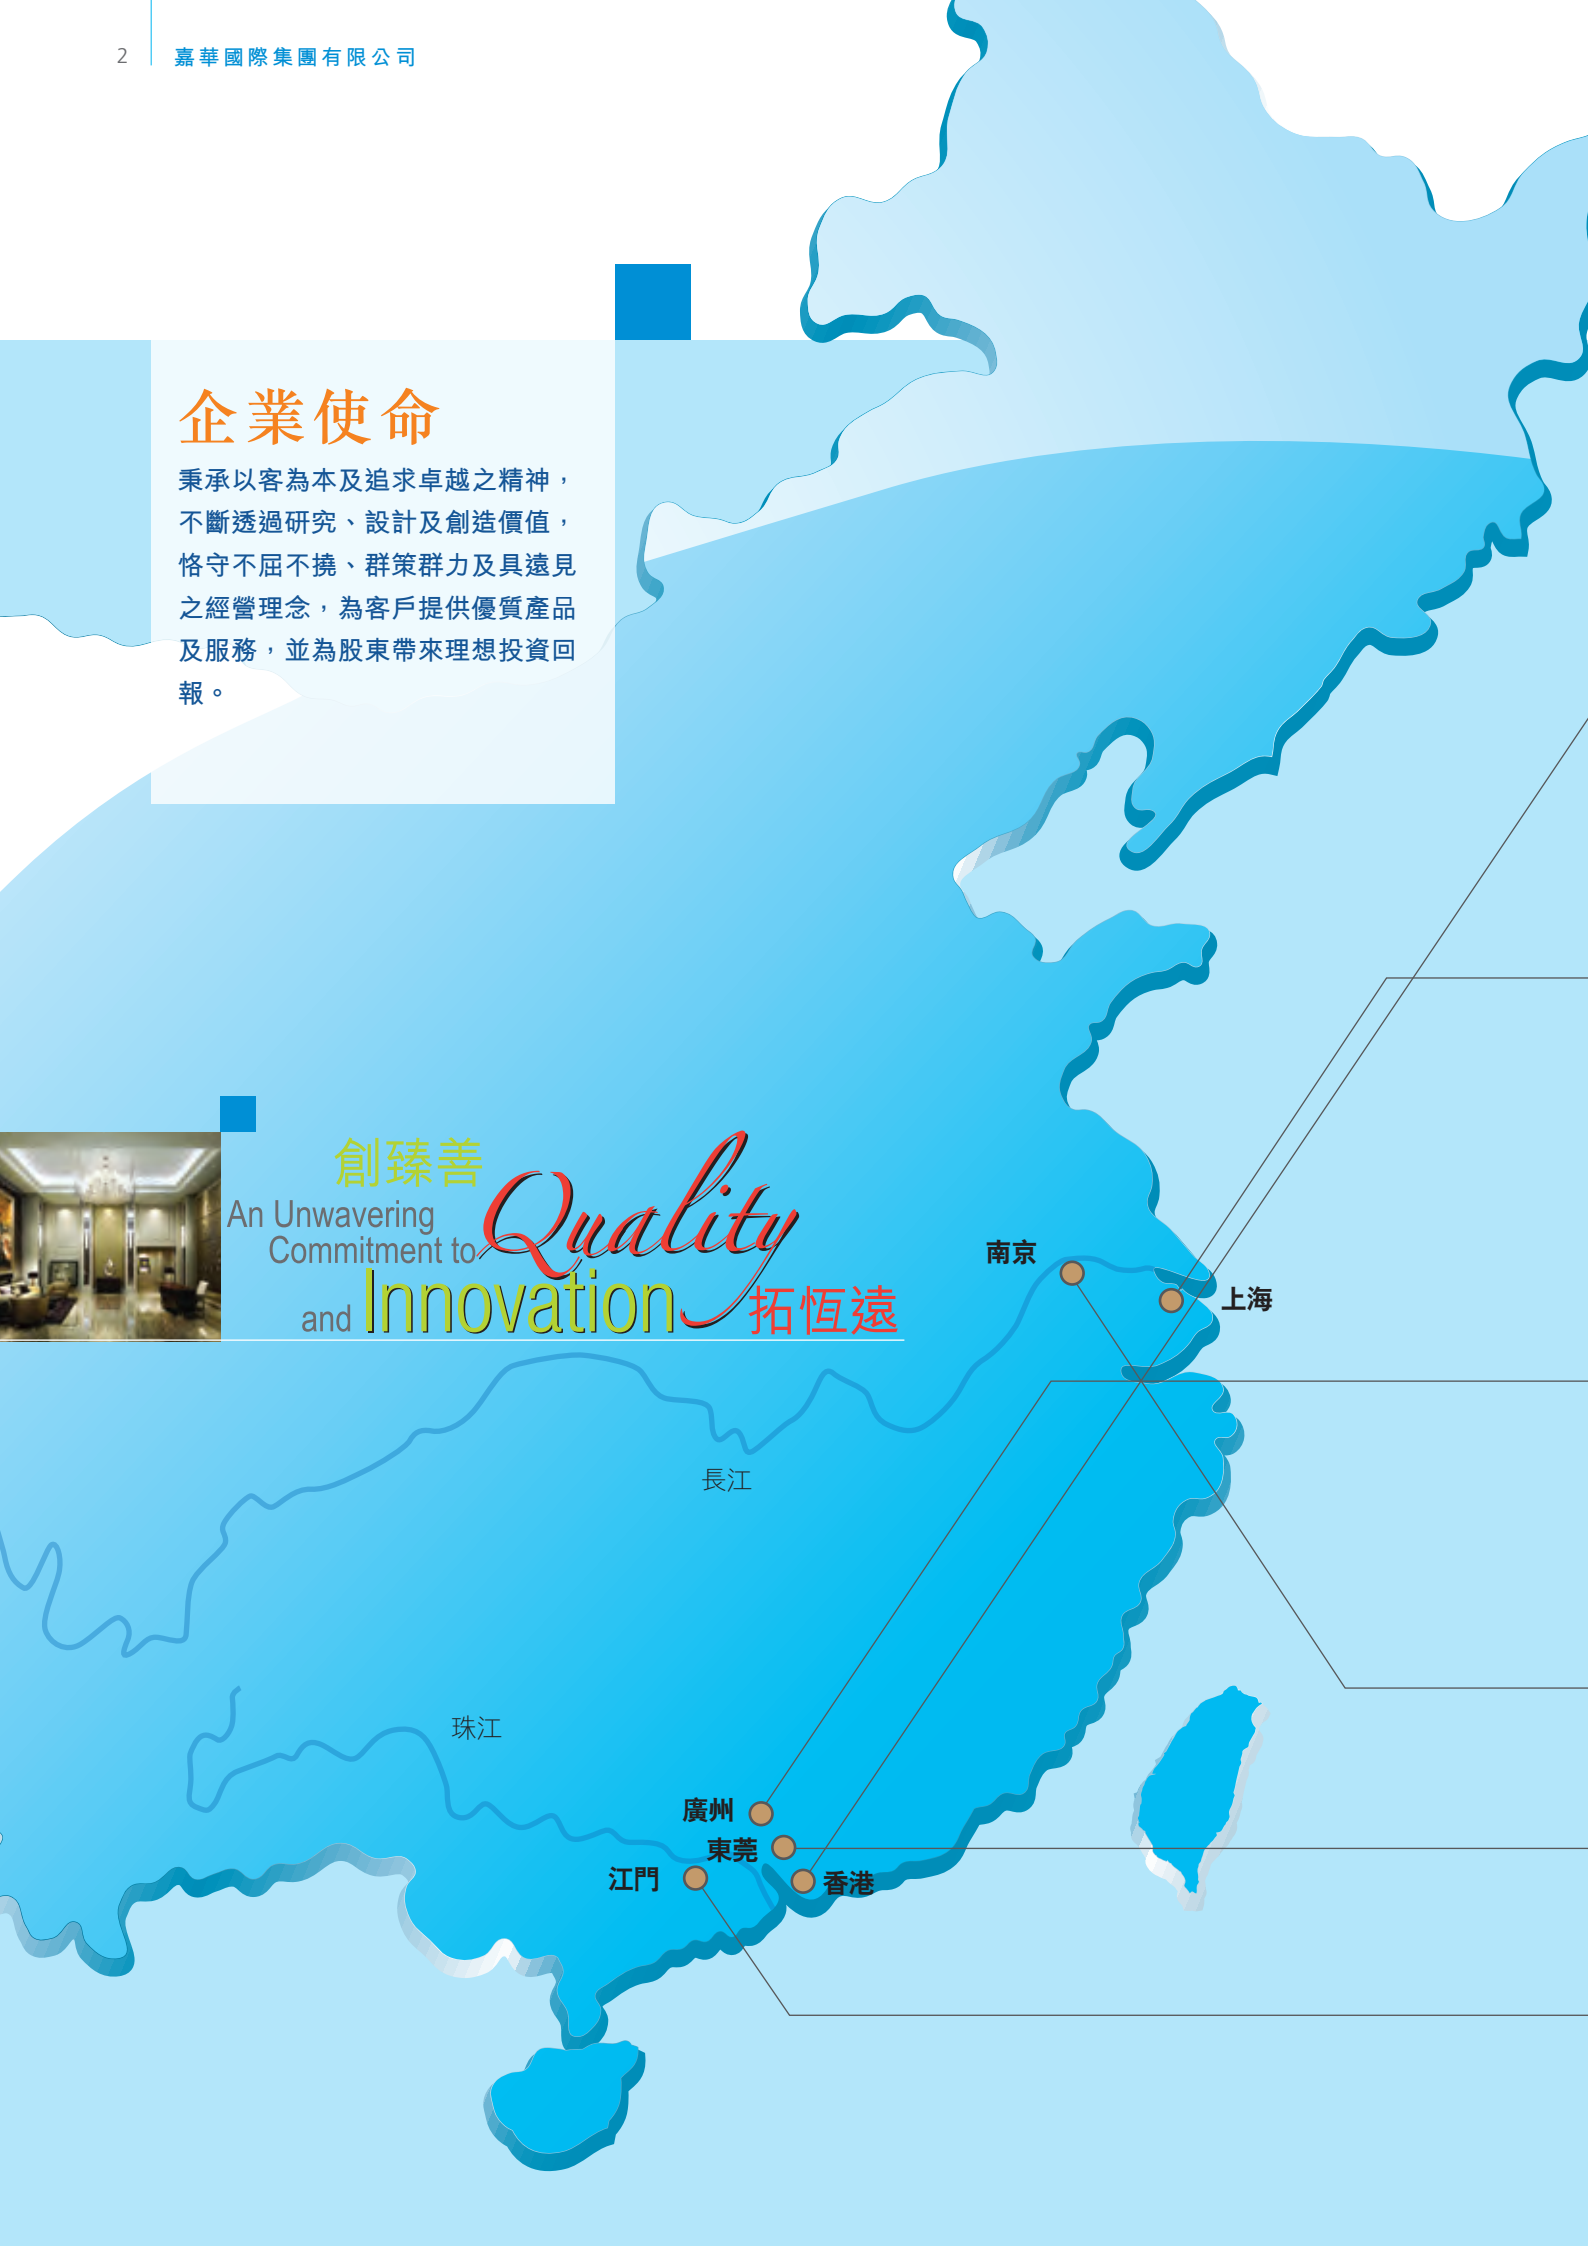 2
嘉華國際集團有限公司
企業使命
秉承以客為本及追求卓越之精神，
不斷透過研究、設計及創造價值，
恪守不屈不撓、群策群力及具遠見
之經營理念，為客戶提供優質產品
及服務，並為股東帶來理想投資回
報。
創臻善
An Unwavering
Commitment to Quality
and Innovation
拓恆遠
南京
上海
長江
珠江
廣州
東莞
江門
香港